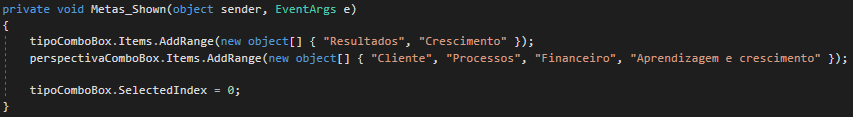 private void Metas_Shown(object sender, EventArgs e)
{
tipoComboBox.Items.AddRange(new object[] { "Resultados", "Crescimento" });
perspectivaComboBox.Items.AddRange(new object[] { "Cliente", "Processos", "Financeiro", "Aprendizagem e crescimento" });
tipoComboBox.SelectedIndex = 0;
}